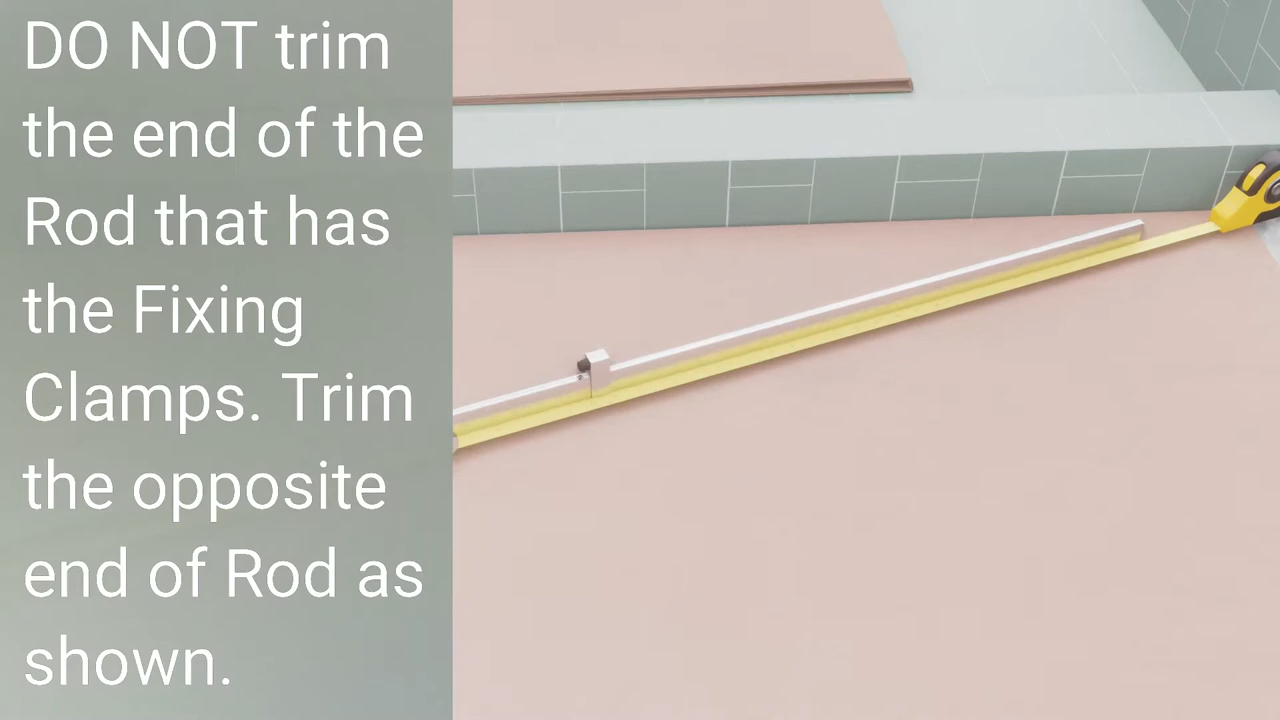 DO NOT trim
the end of the
Rod that has
the Fixing
Clamps. Trim
the opposite
end of Rod as
shown.